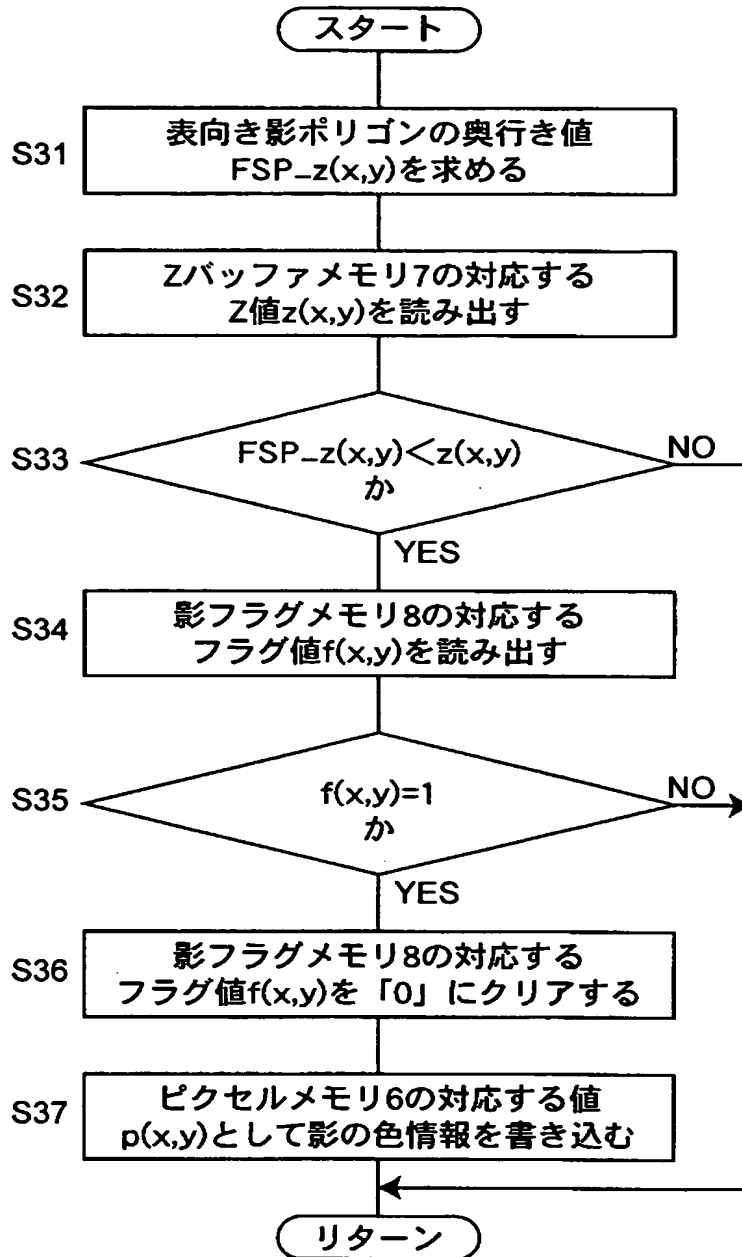 スタート
S31
表向き影ポリゴンの奥行き値
FSP_z(x,y)を求める
S32
Zバッファメモリ7の対応する
Z値z(x,y)を読み出す
S33
FSP_z(x,y)<z(x,y)
か
NO
YES
S34
影フラグメモリ8の対応する
フラグ値f(x,y)を読み出す
S35
f(x,y)=1
か
NO
YES
S36
影フラグメモリ8の対応する
フラグ値f(x,y)を「0」にクリアする
S37
ピクセルメモリ6の対応する値
p(x,y)として影の色情報を書き込む
リターン